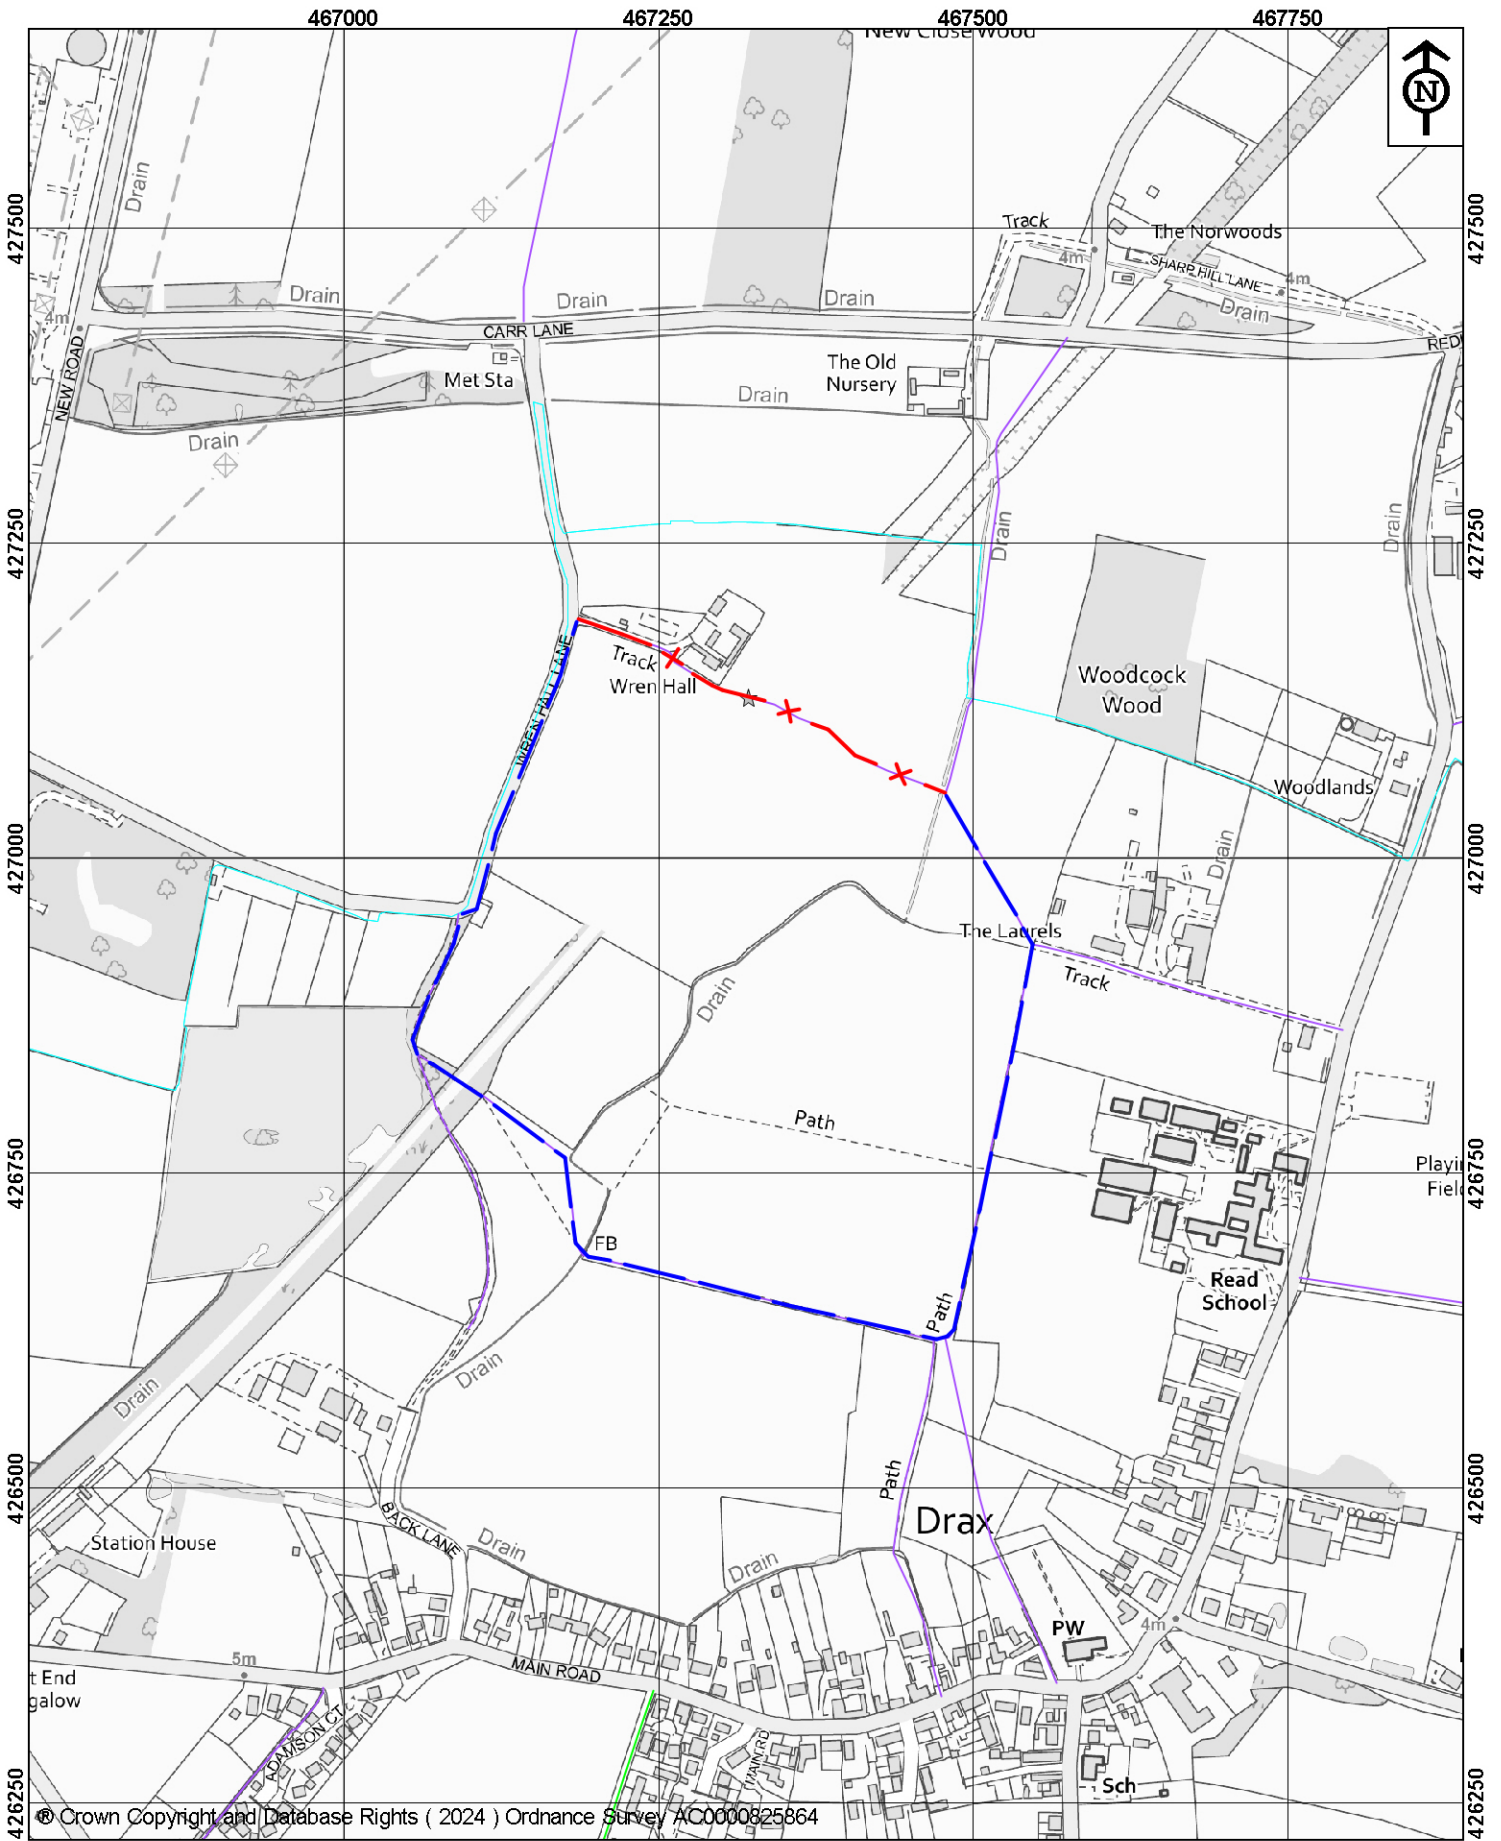 467000 467250 467500 467750
New Close Wood
N
Drain
427500
427500
Track
The Norwoods
4m
SHARP HILL LANE
4m
Drain
Drain
Drain
Drain
Drain
4m
CARR LANE
RED
NEW ROAD
Met Sta
The Old
Nursery
Drain
Drain
427250
427250
Drain
Drain
Track
Wren Hall
WREN HALL LANE
Woodcock
Wood
Woodlands
427000
427000
Drain
The Laurels
Track
Drain
Path
426750
426750
Playi
Fiel
FB
Read
School
Path
Drain
Drain
426500
426500
Path
Drax
BACK LANE
Station House
Drain
Drain
PW
4m
5m
MAIN ROAD
t End
galow
ADAMSON CT
MAIN RD
Sch
426250
426250
© Crown Copyright and Database Rights ( 2024 ) Ordnance Survey AC0000825864